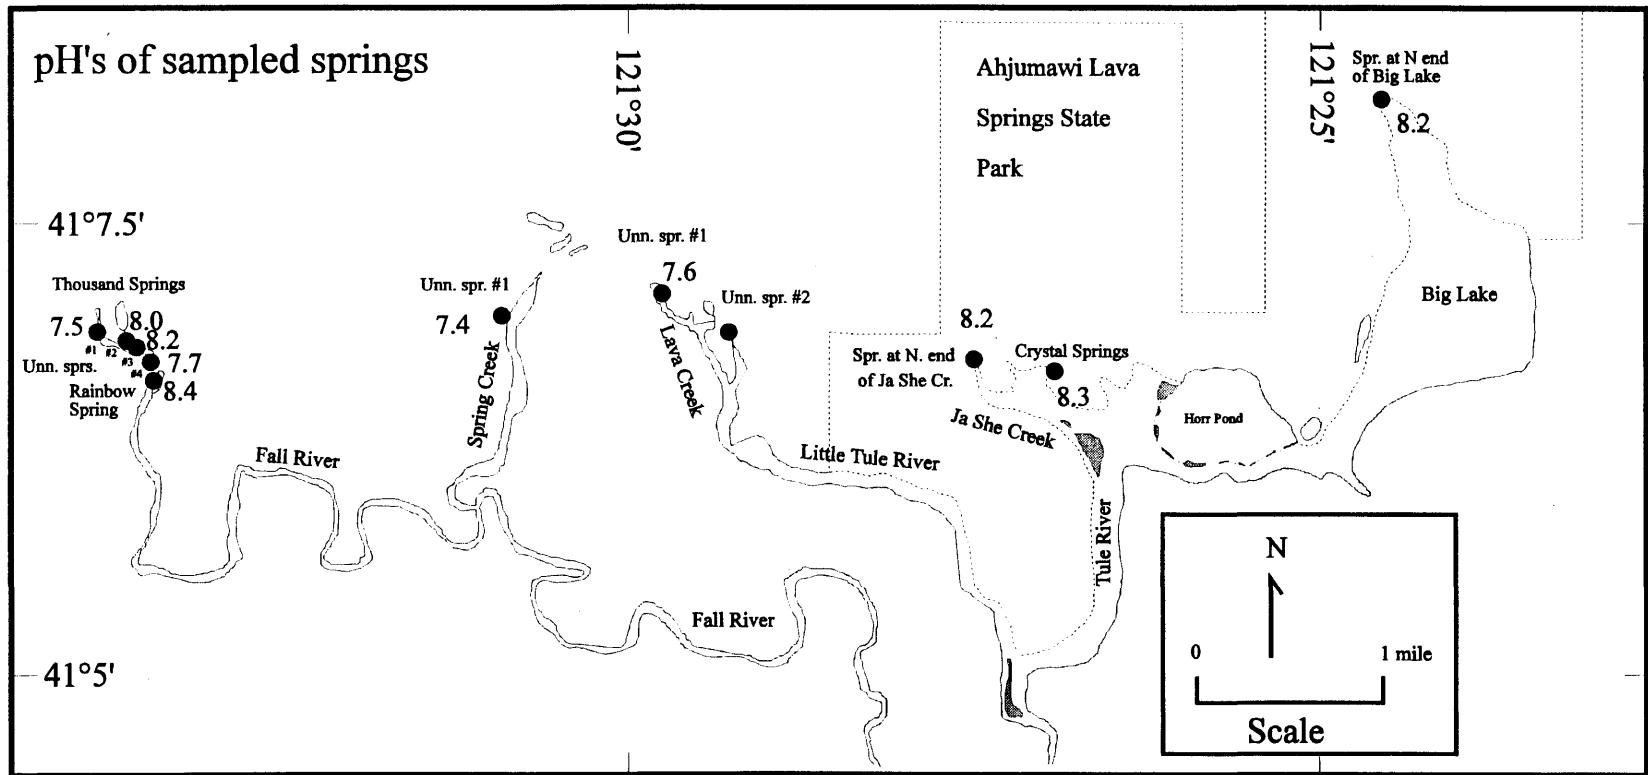 pH's of sampled springs
121°30'
Ahjumawi Lava
Springs State
Park
121°25'
Spr. at N end
of Big Lake
8.2
41°7.5'
Unn. spr. #1
7.6
Thousand Springs
7.5
8.0
8.2
#1
#2
#3
#4
7.7
Unn. sprs.
Rainbow
Spring
8.4
Unn. spr. #1
7.4
Spring Creek
Unn. spr. #2
Lava Creek
Big Lake
8.2
Spr. at N. end
of Ja She Cr.
Crystal Springs
8.3
Ja She Creek
Horr Pond
Fall River
Little Tule River
Tule River
Fall River
41°5'
N
0
1 mile
Scale